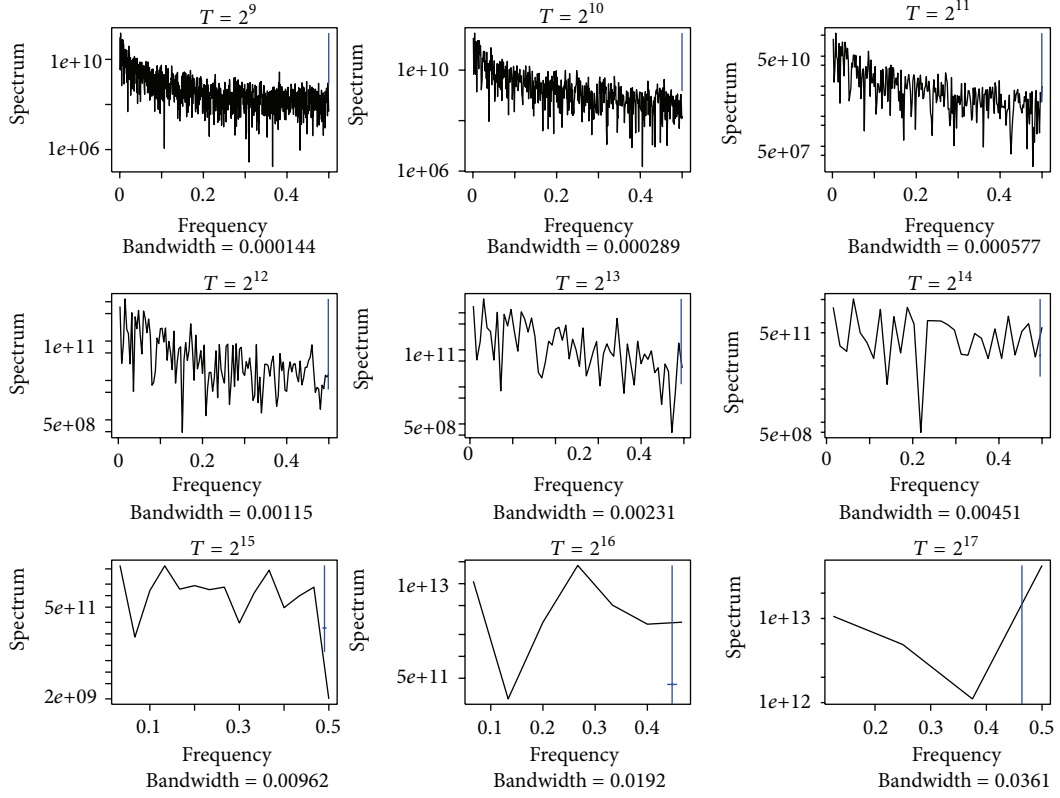 T = 2^9
Spectrum
1e+10
1e+06
0 0.2 0.4
Frequency
Bandwidth = 0.000144
T = 2^10
Spectrum
1e+10
1e+06
0 0.2 0.4
Frequency
Bandwidth = 0.000289
T = 2^11
Spectrum
5e+10
5e+07
0 0.2 0.4
Frequency
Bandwidth = 0.000577
T = 2^12
Spectrum
1e+11
5e+08
0 0.2 0.4
Frequency
Bandwidth = 0.00115
T = 2^13
Spectrum
1e+11
5e+08
0 0.2 0.4
Frequency
Bandwidth = 0.00231
T = 2^14
Spectrum
5e+11
5e+08
0 0.2 0.4
Frequency
Bandwidth = 0.00451
T = 2^15
Spectrum
5e+11
2e+09
0.1 0.3 0.5
Frequency
Bandwidth = 0.00962
T = 2^16
Spectrum
1e+13
5e+11
0.1 0.2 0.3 0.4
Frequency
Bandwidth = 0.0192
T = 2^17
Spectrum
1e+13
1e+12
0.2 0.3 0.4 0.5
Frequency
Bandwidth = 0.0361